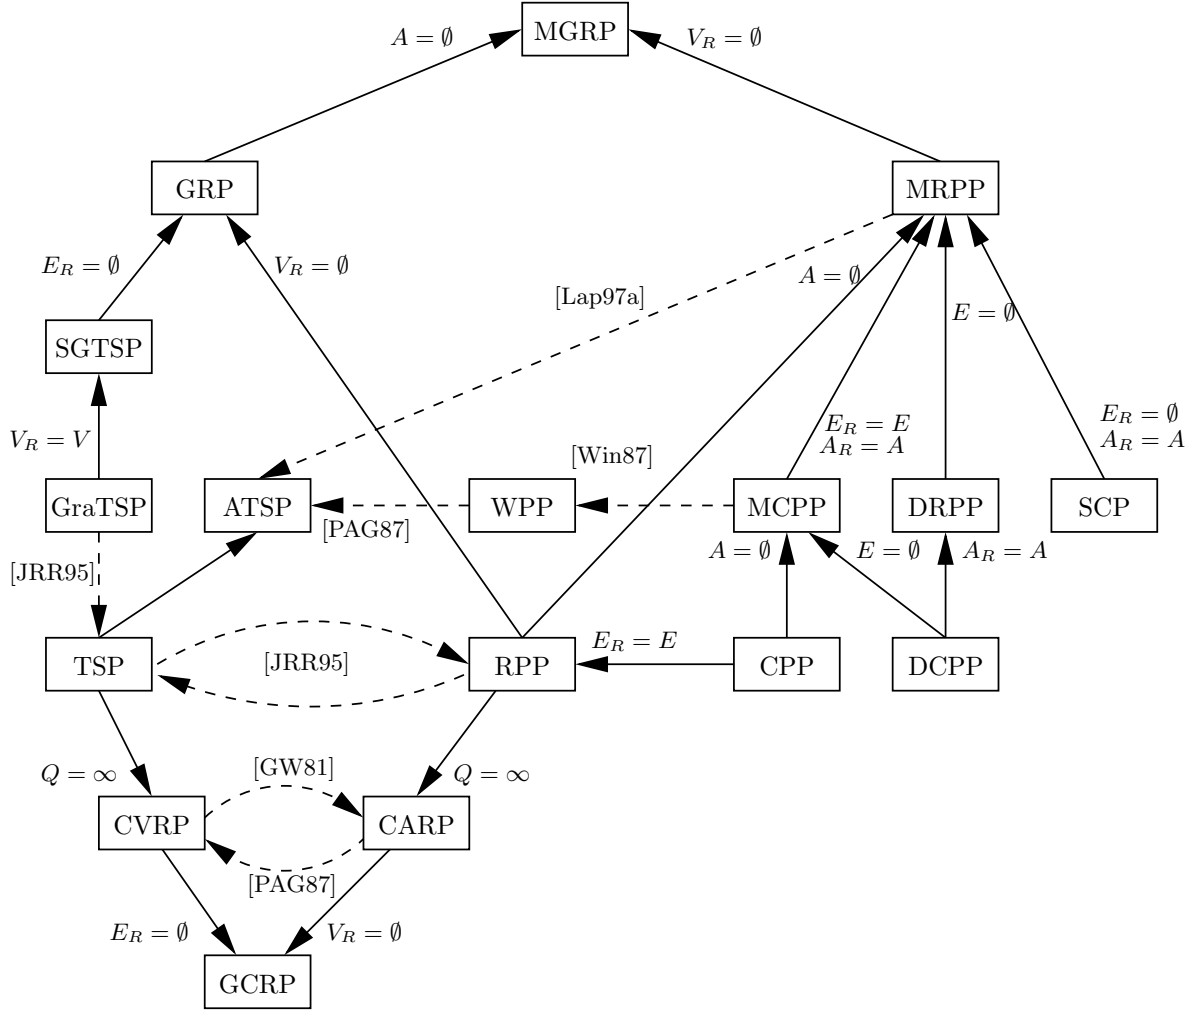 MGRP
A = ∅
V_R = ∅
GRP
MRPP
E_R = ∅
V_R = ∅
A = ∅
[Lap97a]
E = ∅
SGTSP
V_R = V
E_R = E
A_R = A
E_R = ∅
A_R = A
[Win87]
GraTSP
ATSP
WPP
MCPP
DRPP
SCP
[PAG87]
A = ∅
E = ∅
A_R = A
[JRR95]
TSP
[JRR95]
RPP
E_R = E
CPP
DCPP
Q = ∞
[GW81]
Q = ∞
CVRP
CARP
[PAG87]
E_R = ∅
V_R = ∅
GCRP